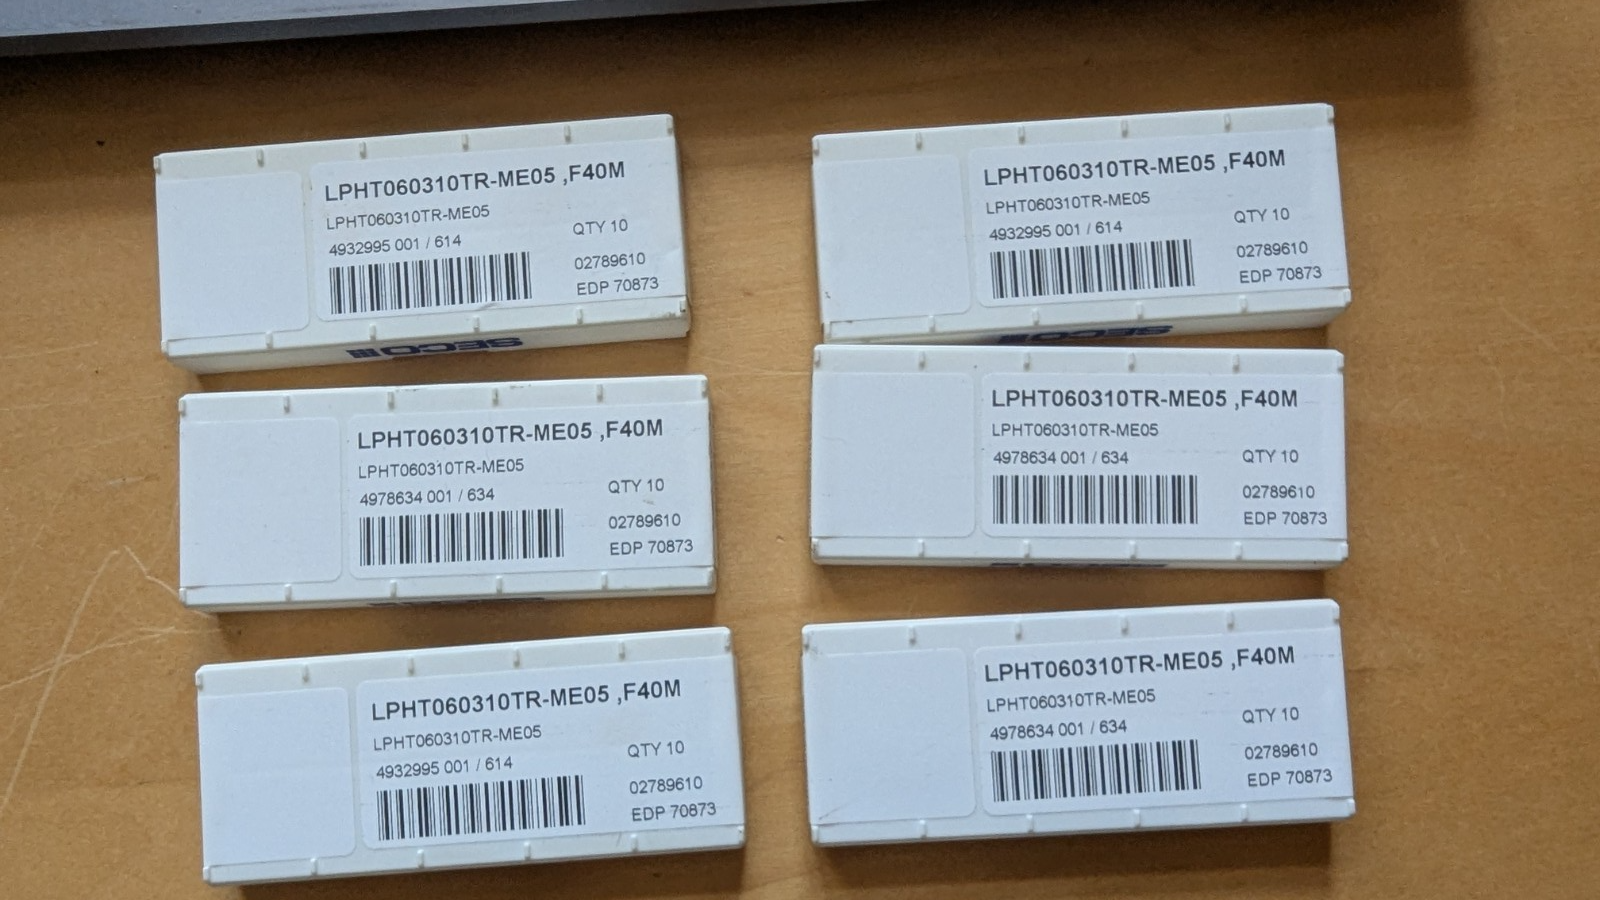 LPHT060310TR-ME05 ,F40M
LPHT060310TR-ME05
4932995 001 / 614
QTY 10
02789610
EDP 70873
SECO
LPHT060310TR-ME05 ,F40M
LPHT060310TR-ME05
4932995 001 / 614
QTY 10
02789610
EDP 70873
SECO
LPHT060310TR-ME05 ,F40M
LPHT060310TR-ME05
4978634 001 / 634
QTY 10
02789610
EDP 70873
LPHT060310TR-ME05 ,F40M
LPHT060310TR-ME05
4978634 001 / 634
QTY 10
02789610
EDP 70873
LPHT060310TR-ME05 ,F40M
LPHT060310TR-ME05
4932995 001 / 614
QTY 10
02789610
EDP 70873
LPHT060310TR-ME05 ,F40M
LPHT060310TR-ME05
4978634 001 / 634
QTY 10
02789610
EDP 70873